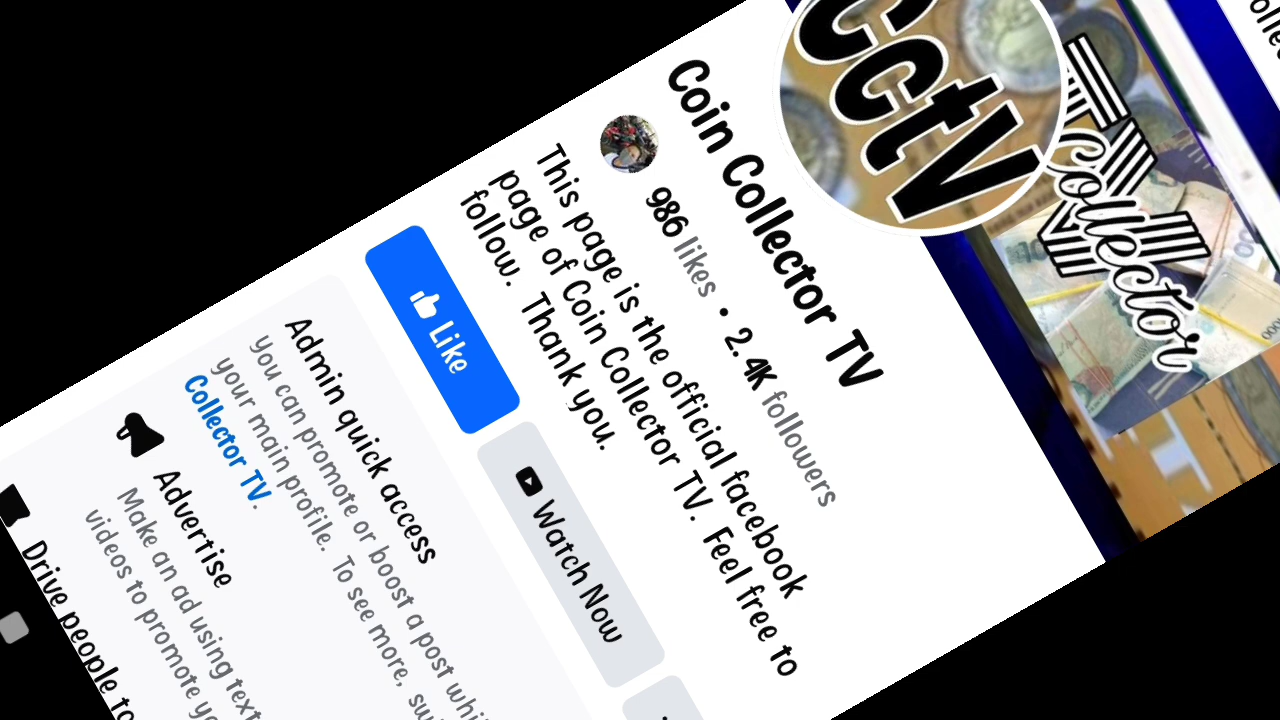 CctV
TV
Collector
Coin Collector TV
986 likes • 2.4K followers
This page is the official facebook
page of Coin Collector TV. Feel free to
follow. Thank you.
Like
Watch Now
Admin quick access
You can promote or boost a post
your main profile. To see more,
Collector TV.
Advertise
Make an ad using text
videos to promote
Drive people to